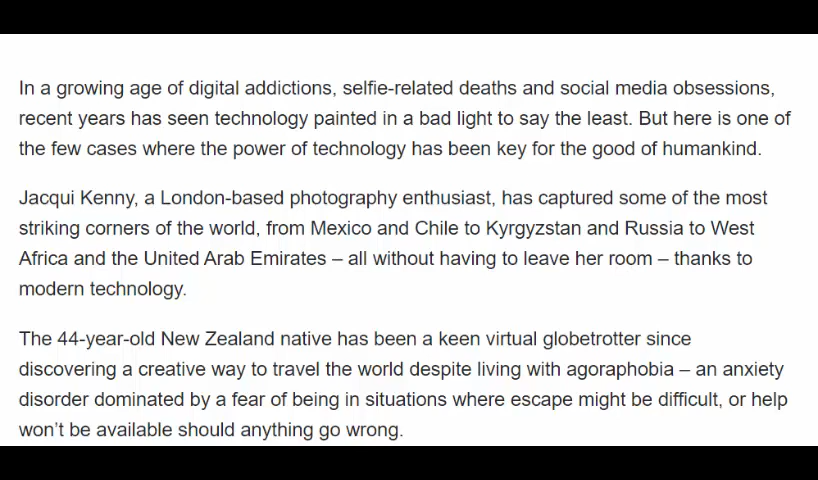 In a growing age of digital addictions, selfie-related deaths and social media obsessions,
recent years has seen technology painted in a bad light to say the least. But here is one of
the few cases where the power of technology has been key for the good of humankind.
Jacqui Kenny, a London-based photography enthusiast, has captured some of the most
striking corners of the world, from Mexico and Chile to Kyrgyzstan and Russia to West
Africa and the United Arab Emirates – all without having to leave her room – thanks to
modern technology.
The 44-year-old New Zealand native has been a keen virtual globetrotter since
discovering a creative way to travel the world despite living with agoraphobia – an anxiety
disorder dominated by a fear of being in situations where escape might be difficult, or help
won't be available should anything go wrong.